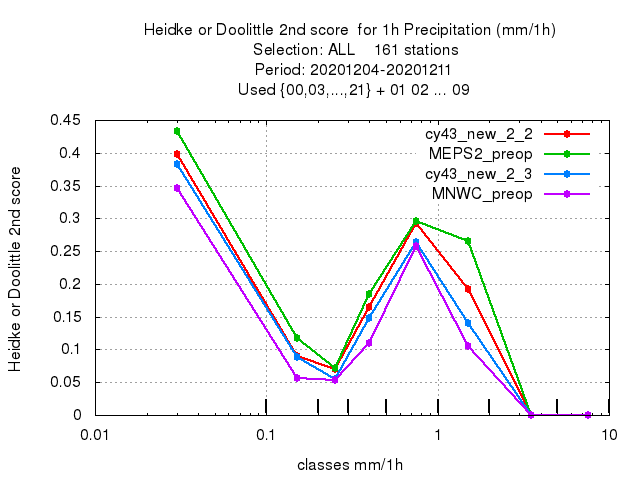 Heidke or Doolittle 2nd score  for 1h Precipitation (mm/1h)
Selection: ALL    161 stations
Period: 20201204-20201211
Used {00,03,...,21} + 01 02 ... 09
cy43_new_2_2
MEPS2_preop
cy43_new_2_3
MNWC_preop
0.45
0.4
0.35
0.3
0.25
0.2
0.15
0.1
0.05
0
Heidke or Doolittle 2nd score
0.01
0.1
1
10
classes mm/1h